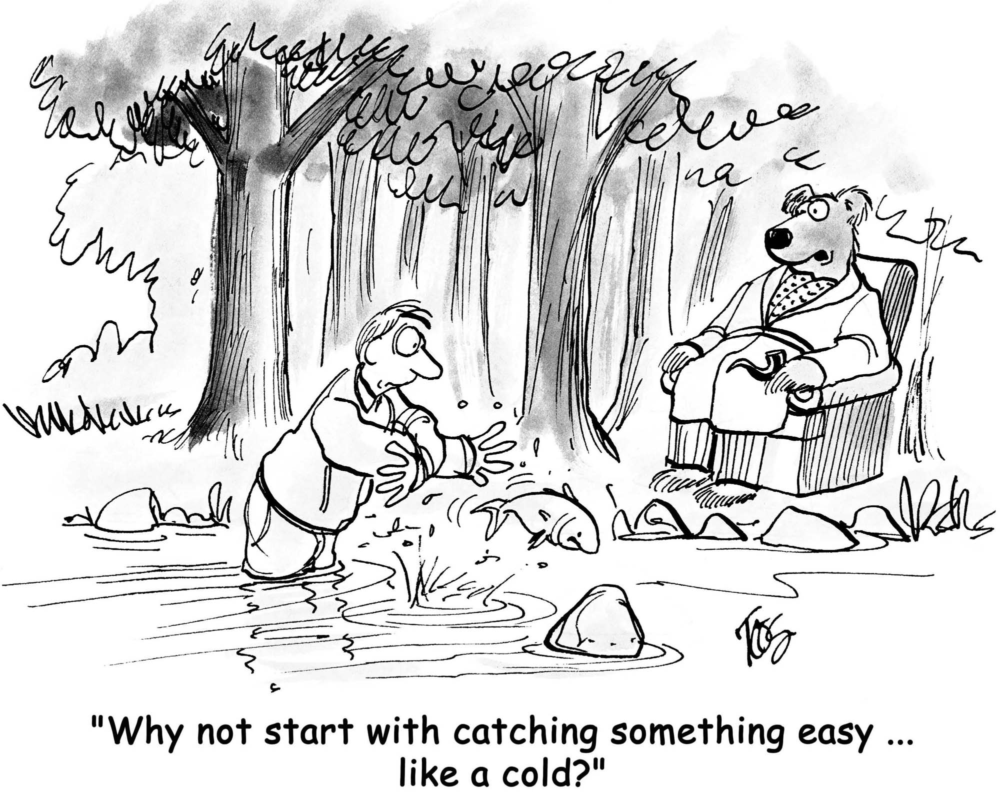 "Why not start with catching something easy ...
like a cold?"